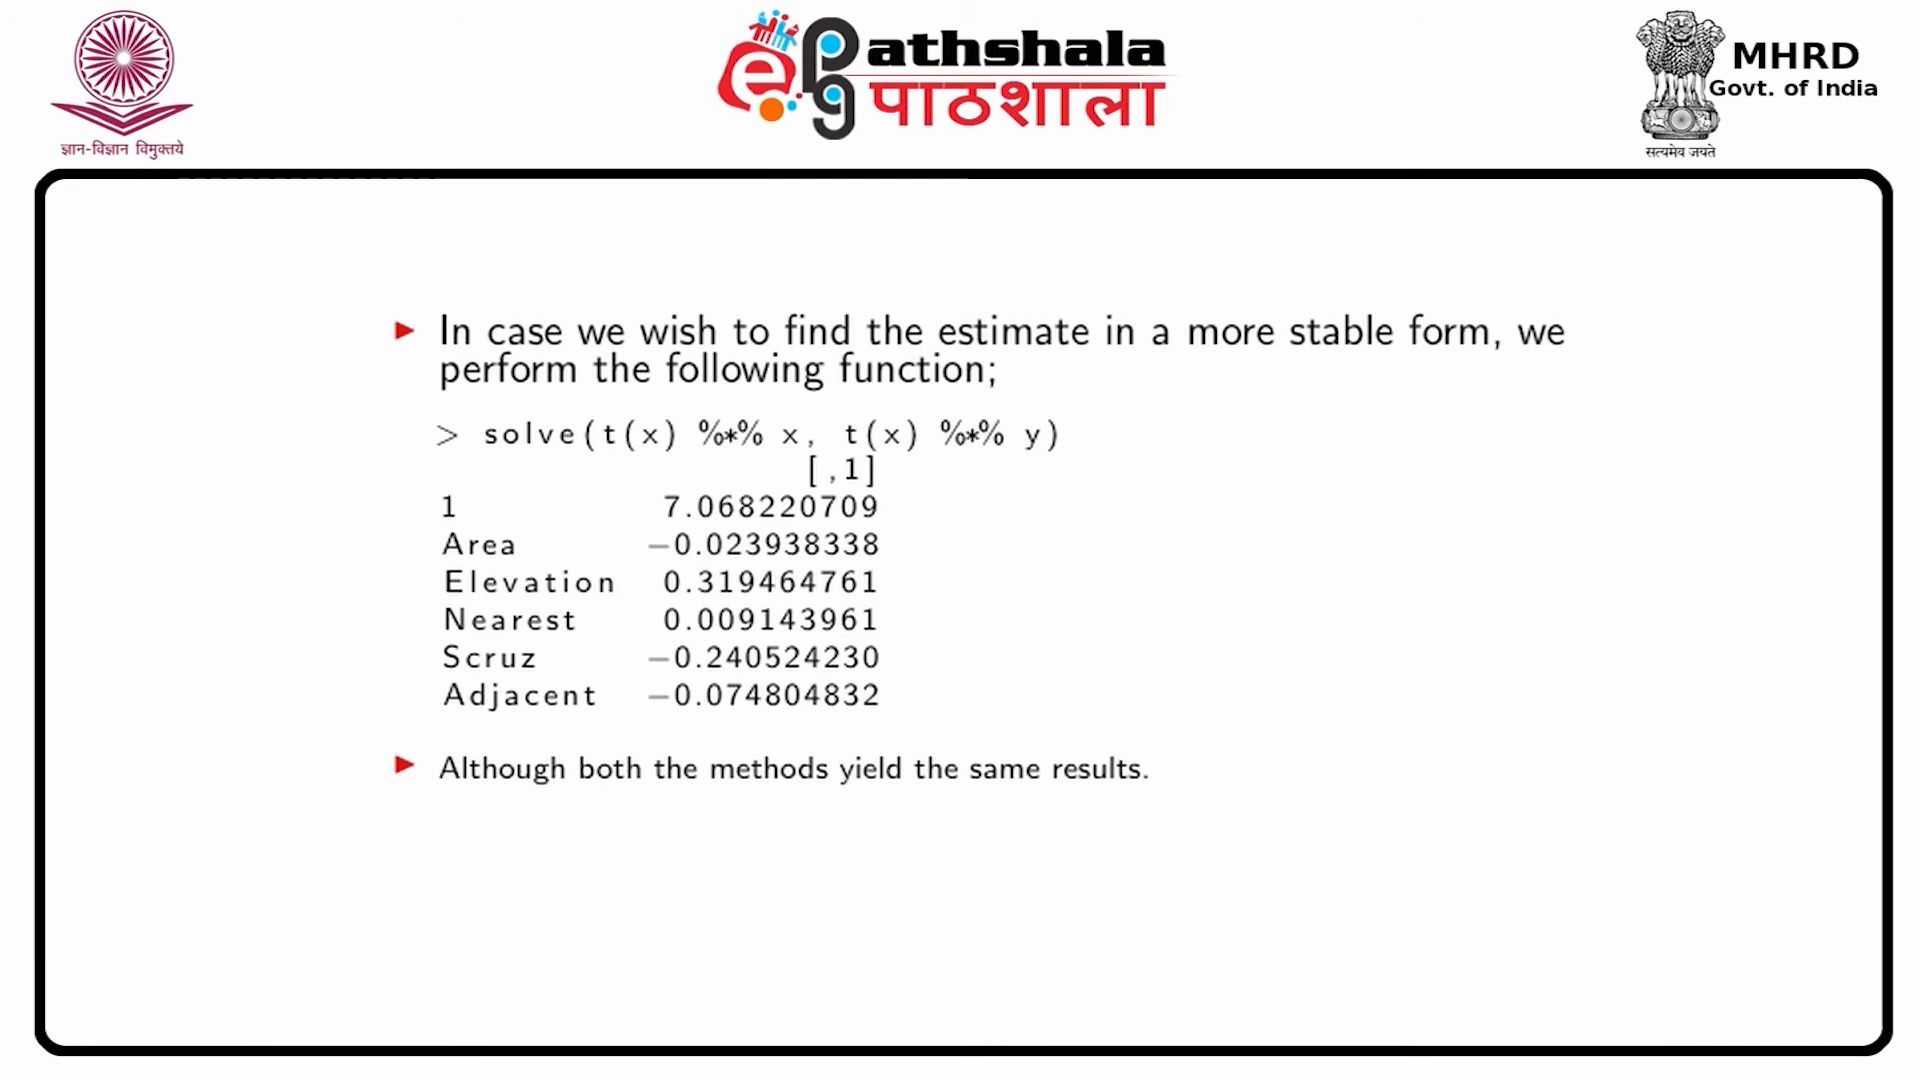 ज्ञान-विज्ञान विमुक्तये
e pg athshala
पाठशाला
MHRD
Govt. of India
सत्यमेव जयते
In case we wish to find the estimate in a more stable form, we
perform the following function;
> solve(t(x) %*% x, t(x) %*% y)
[,1]
1 7.068220709
Area −0.023938338
Elevation 0.319464761
Nearest 0.009143961
Scruz −0.240524230
Adjacent −0.074804832
Although both the methods yield the same results.